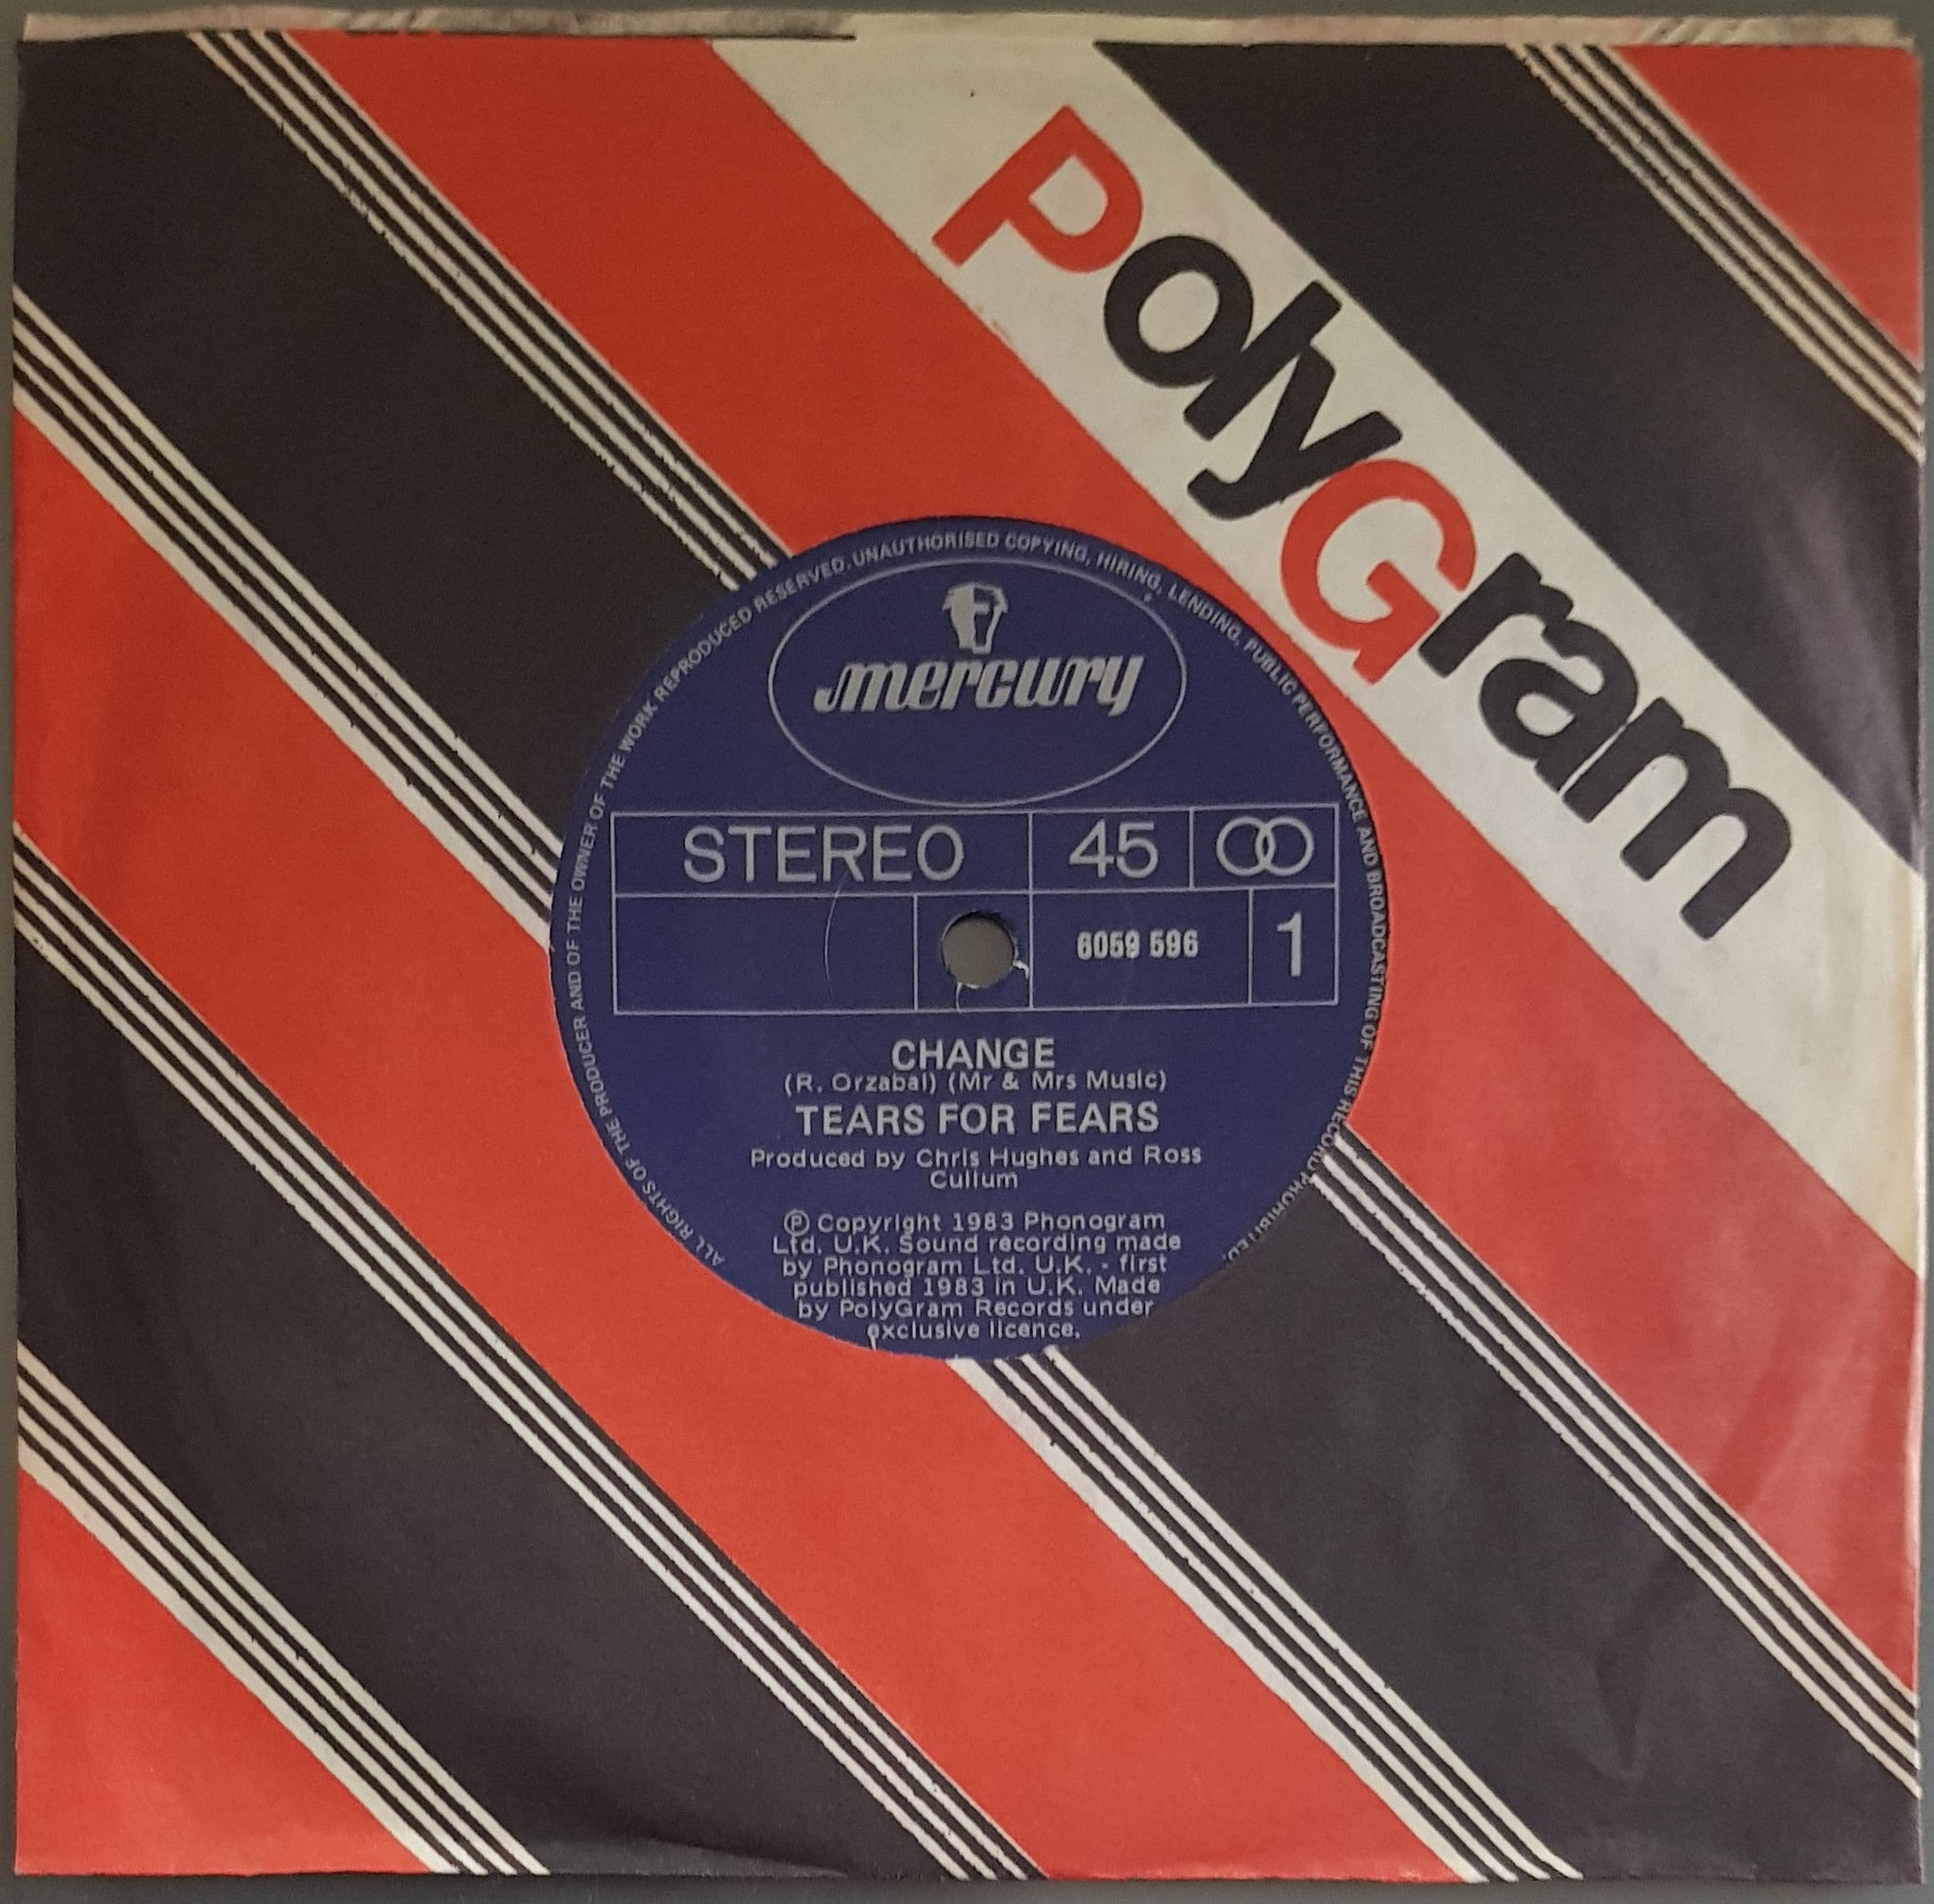 PolyGram
ALL RIGHTS OF THE PRODUCER AND OF THE OWNER OF THE WORK REPRODUCED RESERVED. UNAUTHORISED COPYING, HIRING, LENDING, PUBLIC PERFORMANCE AND BROADCASTING OF THIS RECORD PROHIBITED.
mercury
STEREO 45
6059 596 1
CHANGE
(R. Orzabal) (Mr & Mrs Music)
TEARS FOR FEARS
Produced by Chris Hughes and Ross
Cullum
Ⓟ Copyright 1983 Phonogram
Ltd. U.K. Sound recording made
by Phonogram Ltd. U.K. - first
published 1983 in U.K. Made
by PolyGram Records under
exclusive licence.